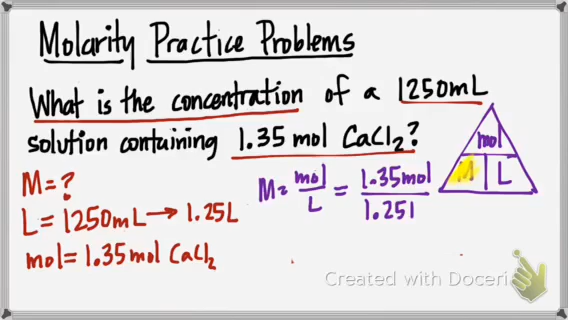 Molarity Practice Problems
What is the concentration of a 1250mL
solution containing 1.35 mol CaCl₂?
mol
M L
M = ?
L = 1250mL → 1.25L
mol = 1.35mol CaCl₂
M = mol/L = 1.35mol/1.25l
Created with Doceri